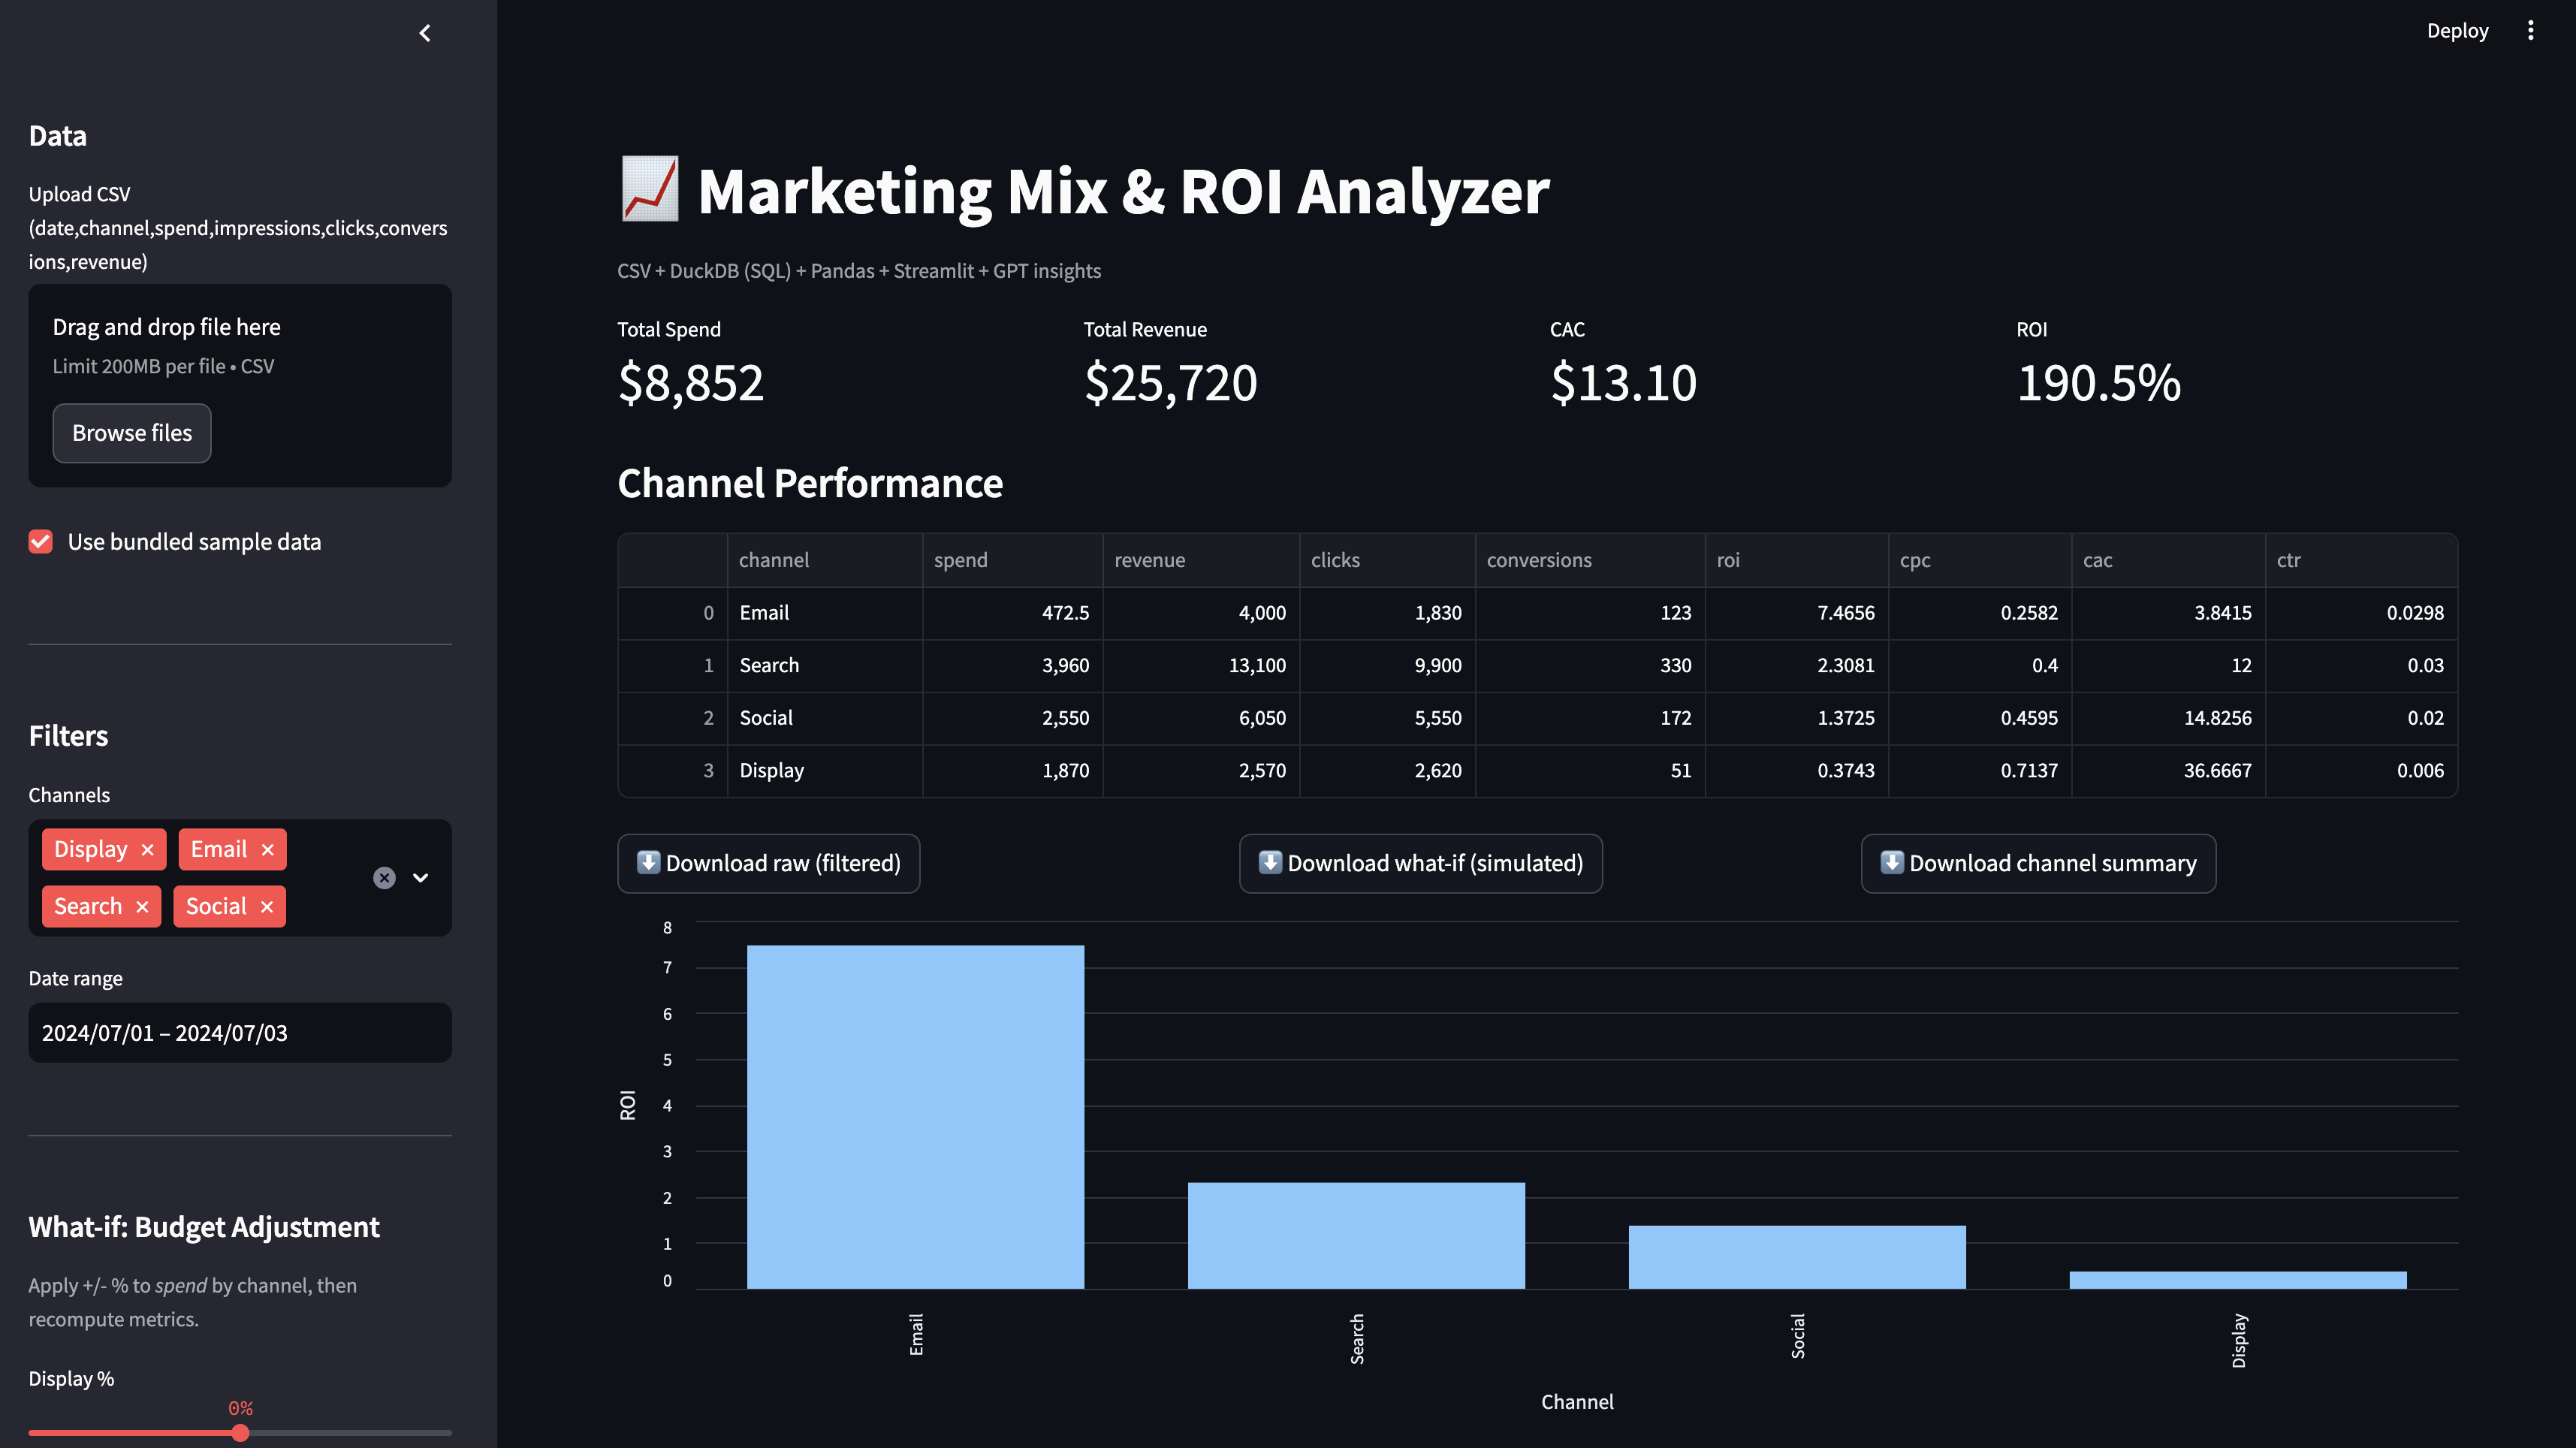 Deploy
Data
Upload CSV
(date,channel,spend,impressions,clicks,convers
ions,revenue)
Drag and drop file here
Limit 200MB per file • CSV
Browse files
Use bundled sample data
Filters
Channels
Display × Email ×
Search × Social ×
Date range
2024/07/01 – 2024/07/03
What-if: Budget Adjustment
Apply +/- % to spend by channel, then
recompute metrics.
Display %
0%
Marketing Mix & ROI Analyzer
CSV + DuckDB (SQL) + Pandas + Streamlit + GPT insights
Total Spend Total Revenue CAC ROI
$8,852 $25,720 $13.10 190.5%
Channel Performance
channel spend revenue clicks conversions roi cpc cac ctr
0 Email 472.5 4,000 1,830 123 7.4656 0.2582 3.8415 0.0298
1 Search 3,960 13,100 9,900 330 2.3081 0.4 12 0.03
2 Social 2,550 6,050 5,550 172 1.3725 0.4595 14.8256 0.02
3 Display 1,870 2,570 2,620 51 0.3743 0.7137 36.6667 0.006
Download raw (filtered) Download what-if (simulated) Download channel summary
8
7
6
5
4
3
2
1
0
ROI
Email Search Social Display
Channel